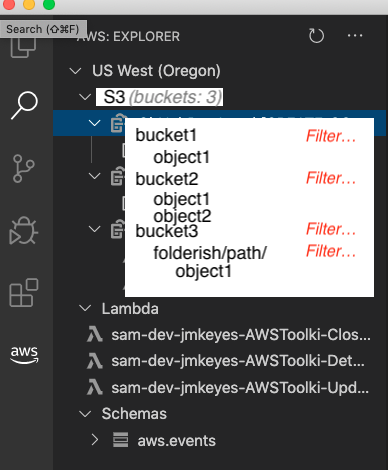 Search (⇧⌘F)
AWS: EXPLORER
US West (Oregon)
S3 (buckets: 3)
bucket1 Filter...
object1
bucket2 Filter...
object1
object2
bucket3 Filter...
folderish/path/ Filter...
object1
Lambda
sam-dev-jmkeyes-AWSToolki-Clos...
sam-dev-jmkeyes-AWSToolki-Det...
sam-dev-jmkeyes-AWSToolki-Upd...
Schemas
aws.events
aws